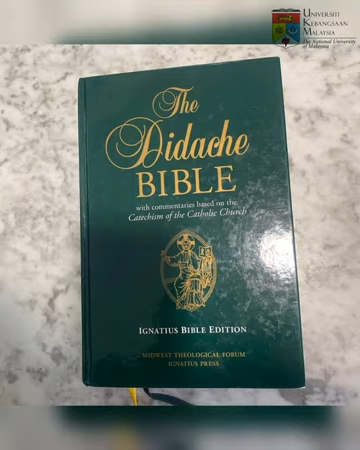 UNIVERSITI
KEBANGSAAN
MALAYSIA
The National University
of Malaysia
The
Didache
BIBLE
with commentaries based on the
Catechism of the Catholic Church
IGNATIUS BIBLE EDITION
MIDWEST THEOLOGICAL FORUM
IGNATIUS PRESS